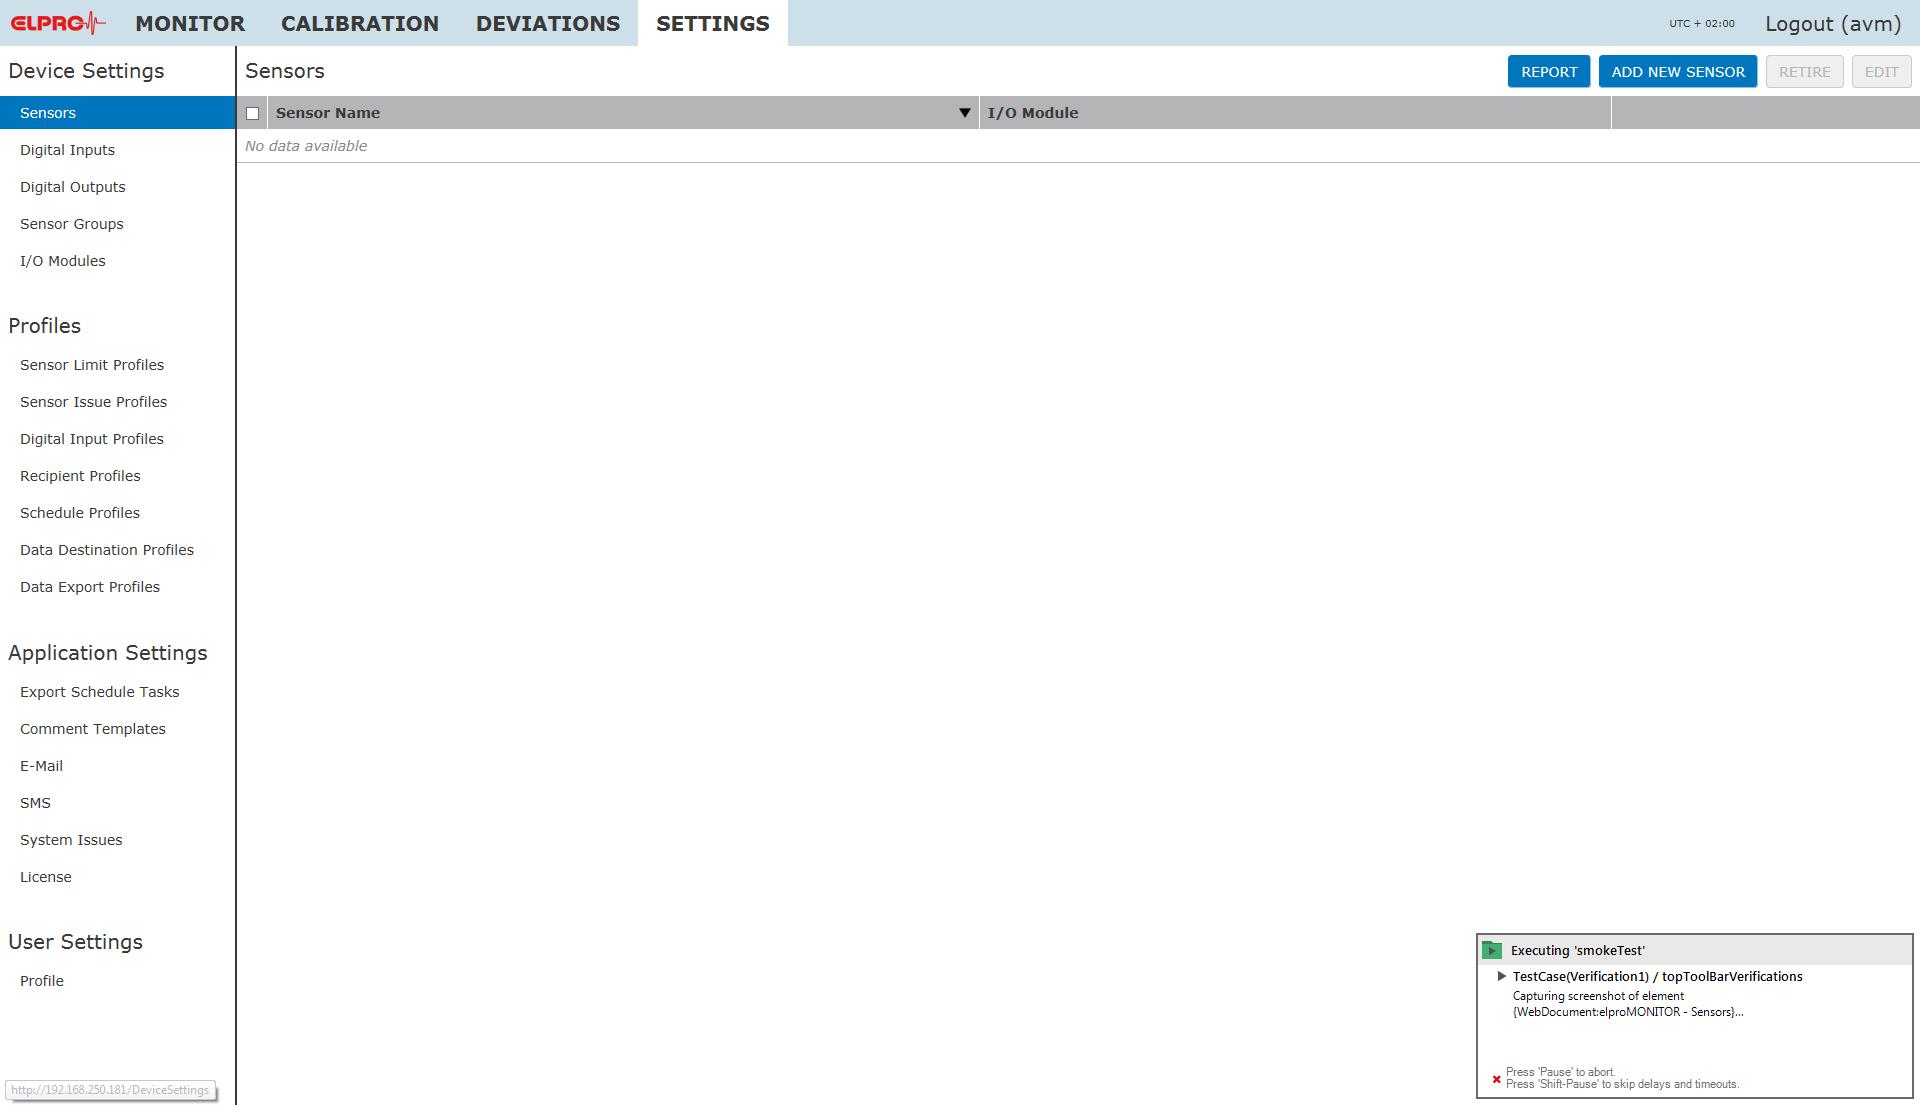 ELPRO MONITOR CALIBRATION DEVIATIONS SETTINGS UTC + 02:00 Logout (avm)
Device Settings
Sensors
Digital Inputs
Digital Outputs
Sensor Groups
I/O Modules
Profiles
Sensor Limit Profiles
Sensor Issue Profiles
Digital Input Profiles
Recipient Profiles
Schedule Profiles
Data Destination Profiles
Data Export Profiles
Application Settings
Export Schedule Tasks
Comment Templates
E-Mail
SMS
System Issues
License
User Settings
Profile
http://192.168.250.181/DeviceSettings
Sensors REPORT ADD NEW SENSOR RETIRE EDIT
Sensor Name I/O Module
No data available
Executing 'smokeTest'
TestCase(Verification1) / topToolBarVerifications
Capturing screenshot of element
{WebDocument:elproMONITOR - Sensors}...
Press 'Pause' to abort.
Press 'Shift-Pause' to skip delays and timeouts.